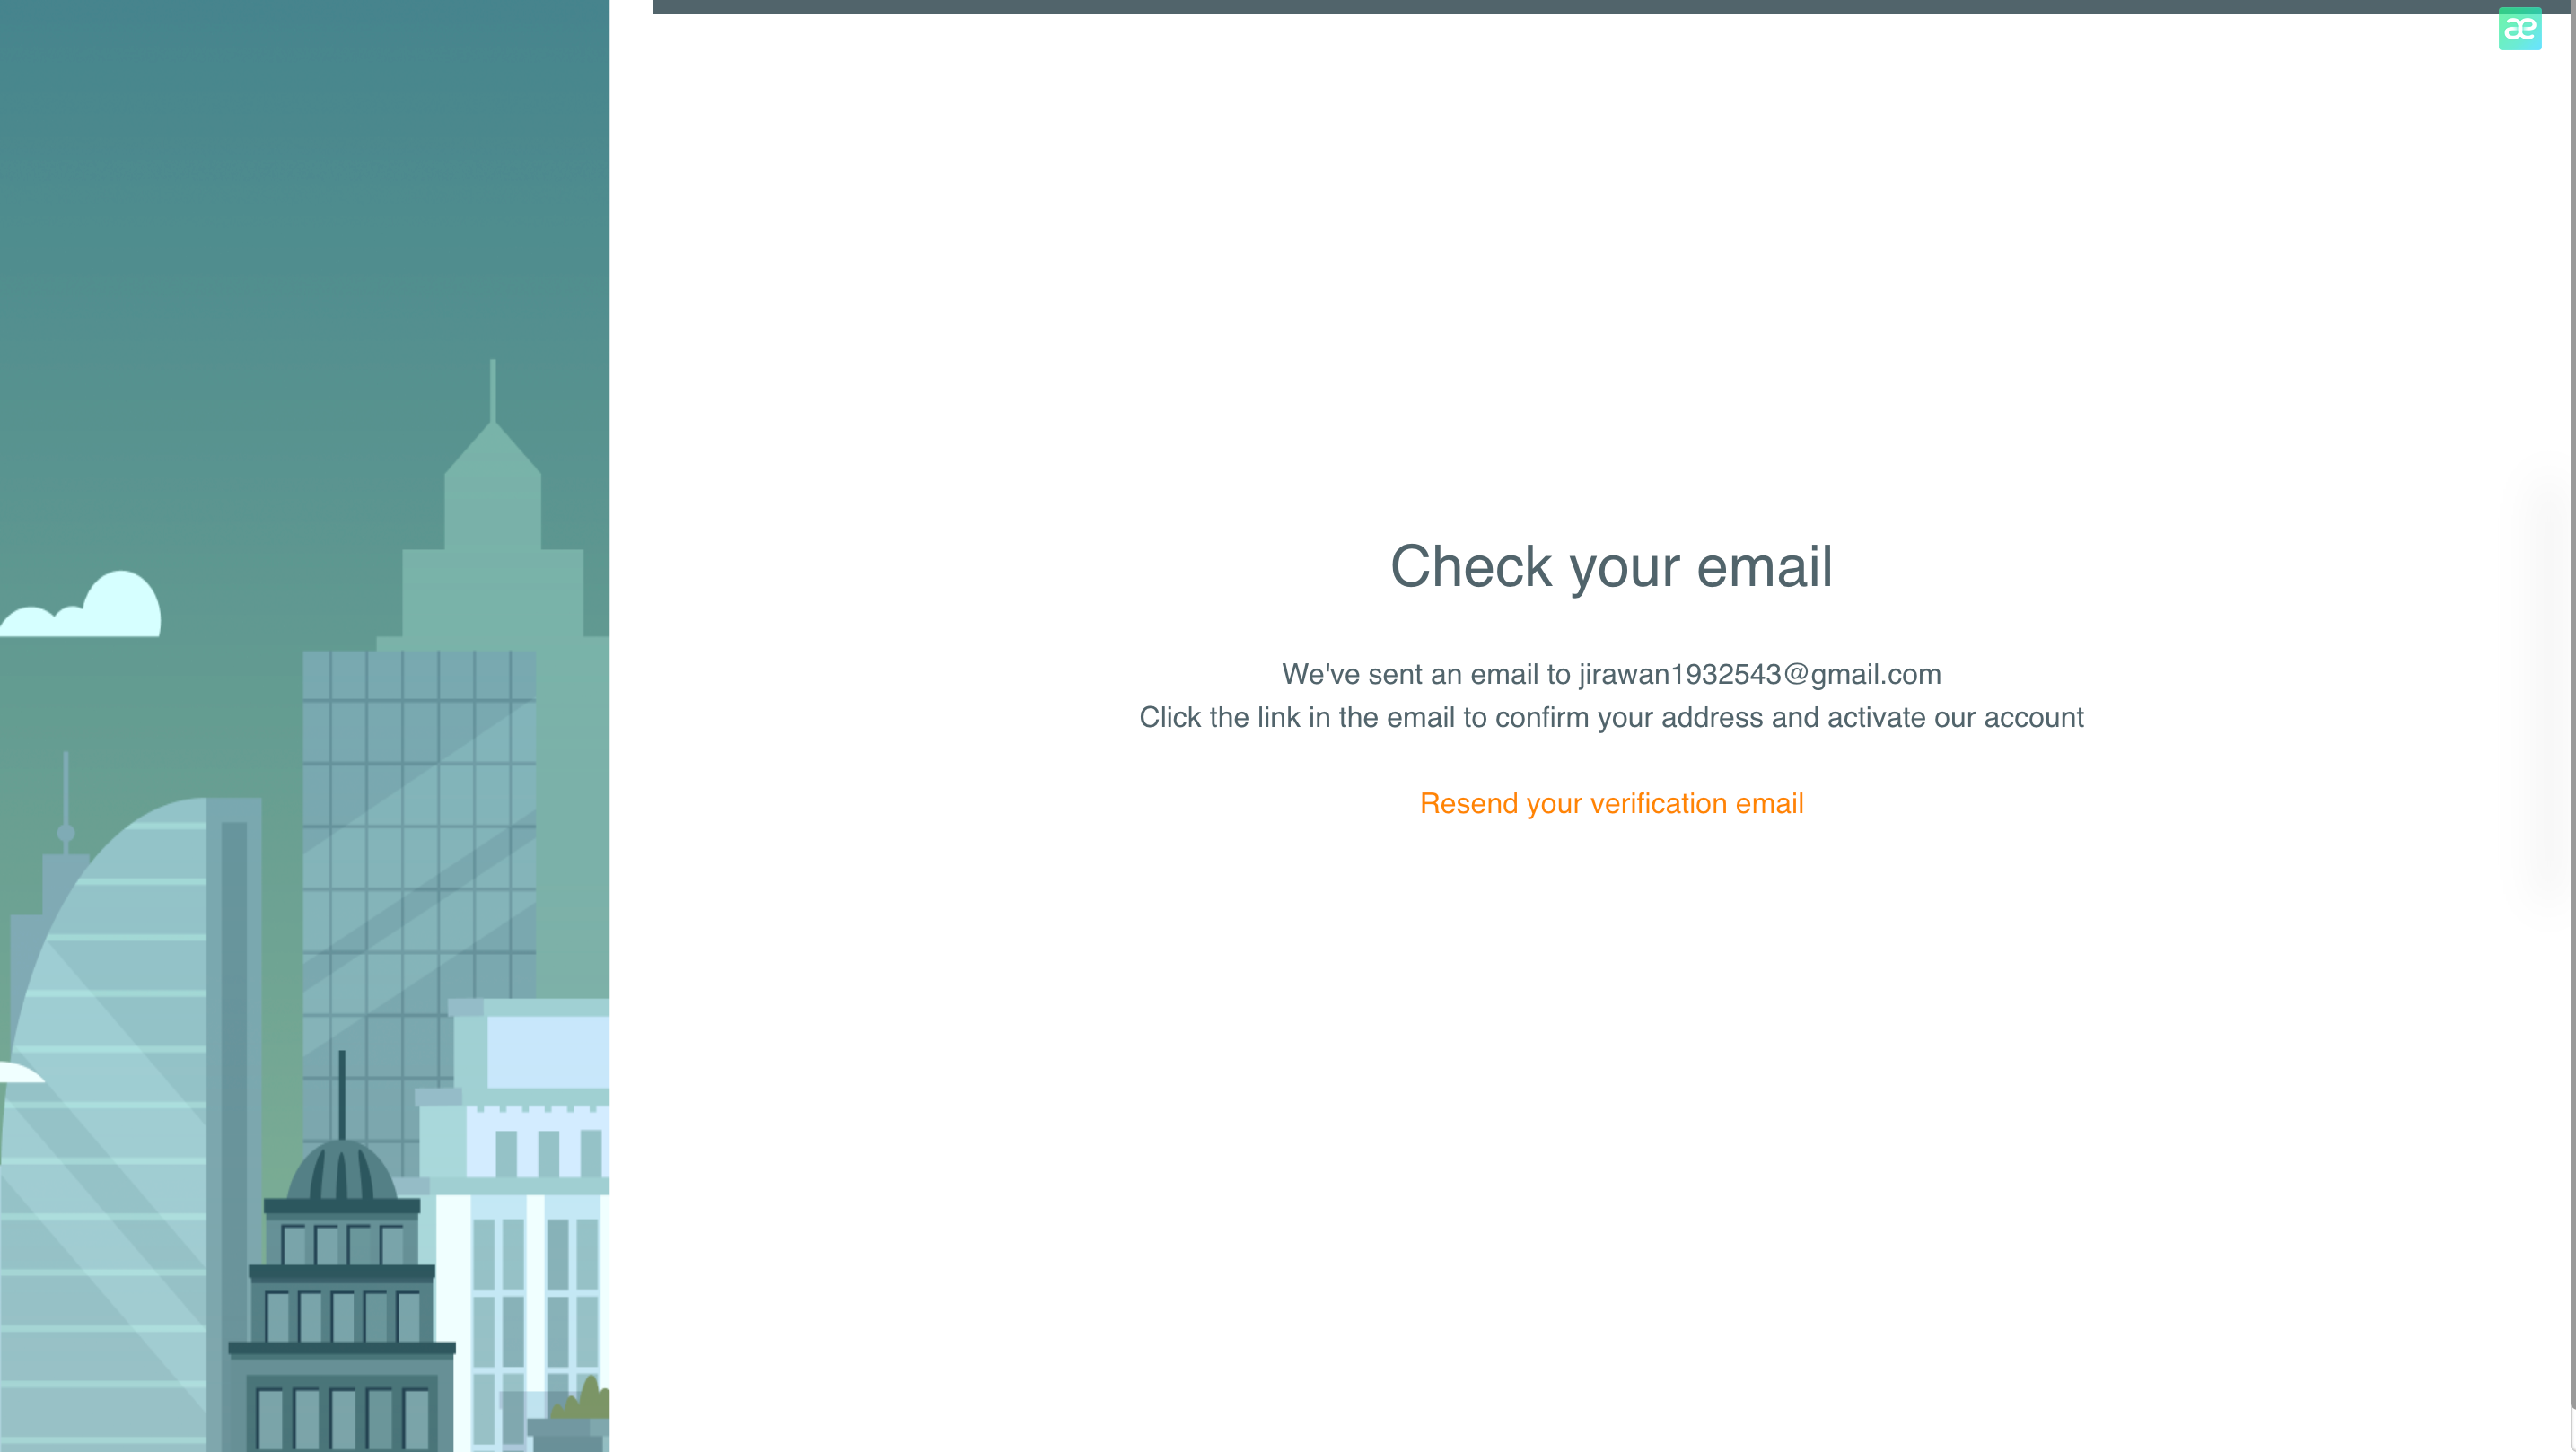 æ
Check your email
We've sent an email to jirawan1932543@gmail.com
Click the link in the email to confirm your address and activate our account
Resend your verification email